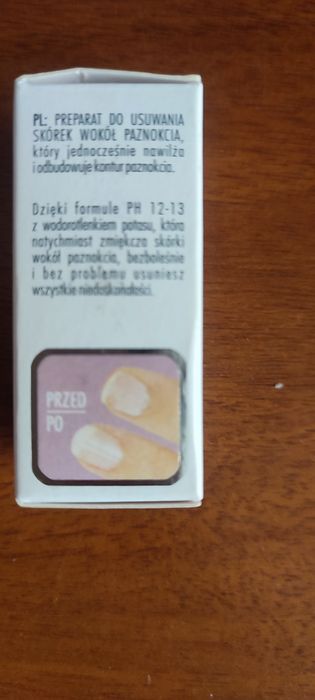 PL: PREPARAT DO USUWANIA
SKÓREK WOKÓŁ PAZNOKCIA,
który jednocześnie nawilża
i odbudowuje kontur paznokcia.
Dzięki formule PH 12-13
z wodorotlenkiem potasu, która
natychmiast zmiękcza skórki
wokół paznokcia, bezboleśnie
i bez problemu usuniesz
wszystkie niedoskonałości.
PRZED
PO